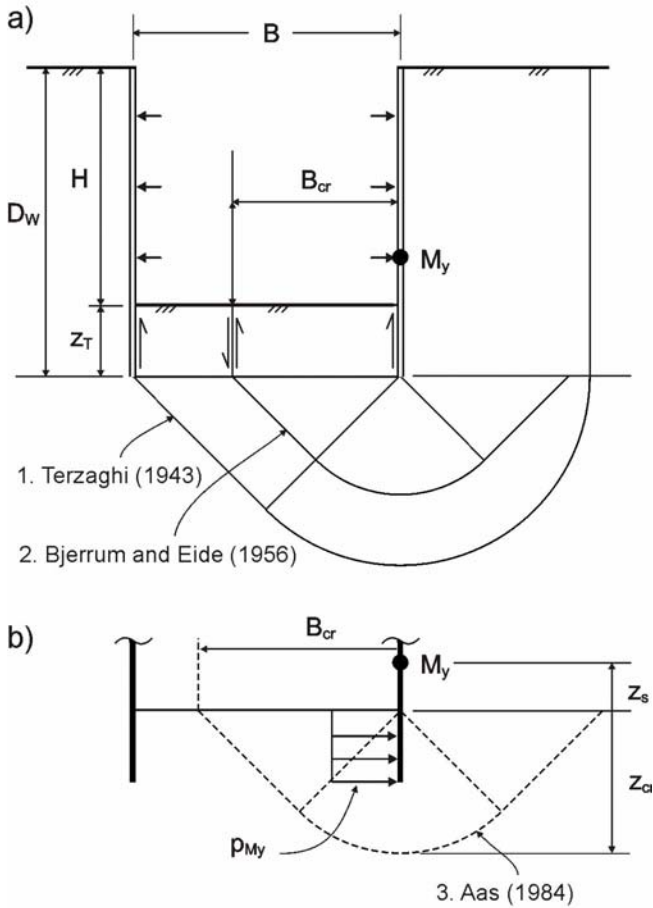 a)
B
H
B_cr
D_W
M_y
z_T
1. Terzaghi (1943)
2. Bjerrum and Eide (1956)
b)
B_cr
M_y
z_s
z_cr
p_My
3. Aas (1984)